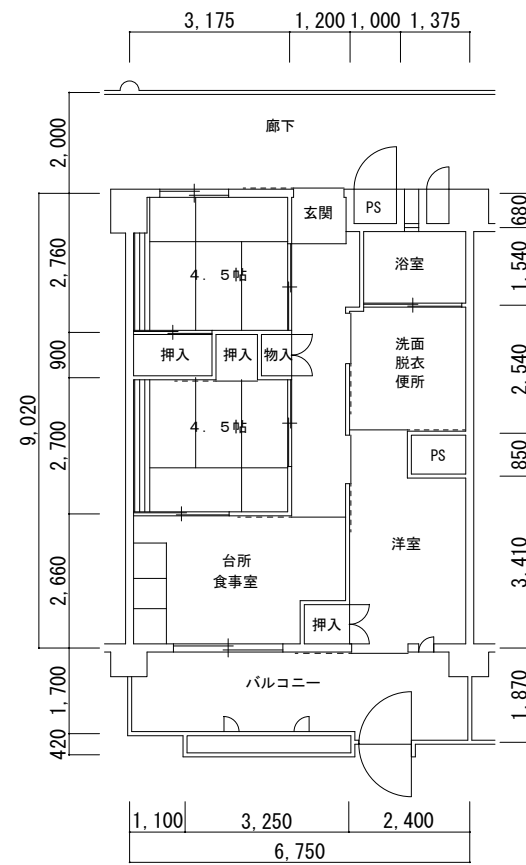 3,175
1,200
1,000
1,375
2,000
廊下
玄関
PS
680
2,760
4．5帖
浴室
1,540
900
押入
押入
物入
洗面
脱衣
便所
2,540
9,020
2,700
4．5帖
PS
850
2,660
台所
食事室
洋室
3,410
押入
1,700
バルコニー
1,870
420
1,100
3,250
2,400
6,750